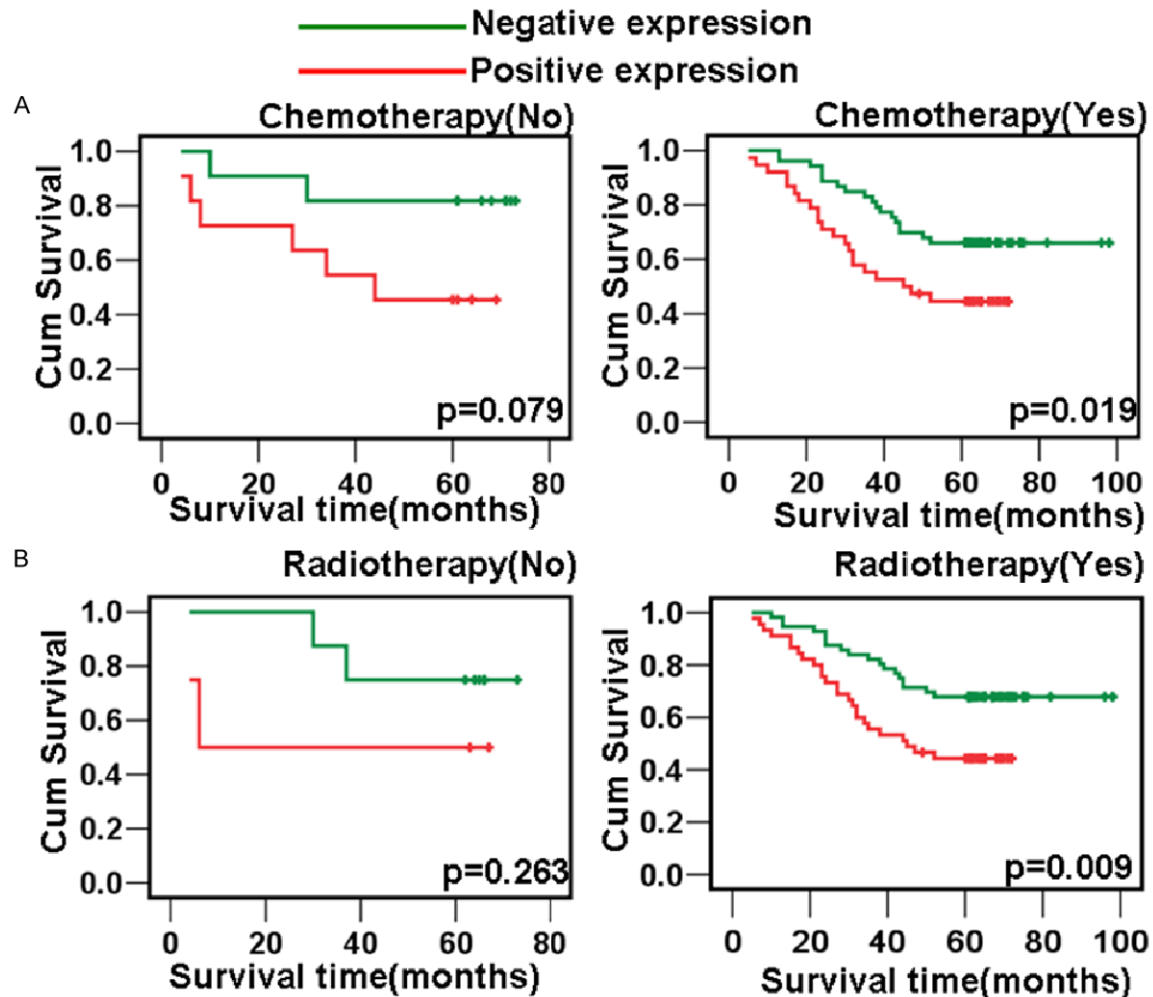 Negative expression
Positive expression
A
Chemotherapy(No)
Cum Survival
1.0
0.8
0.6
0.4
0.2
0.0
p=0.079
0 20 40 60 80
Survival time(months)
Chemotherapy(Yes)
Cum Survival
1.0
0.8
0.6
0.4
0.2
0.0
p=0.019
0 20 40 60 80 100
Survival time(months)
B
Radiotherapy(No)
Cum Survival
1.0
0.8
0.6
0.4
0.2
0.0
p=0.263
0 20 40 60 80
Survival time(months)
Radiotherapy(Yes)
Cum Survival
1.0
0.8
0.6
0.4
0.2
0.0
p=0.009
0 20 40 60 80 100
Survival time(months)